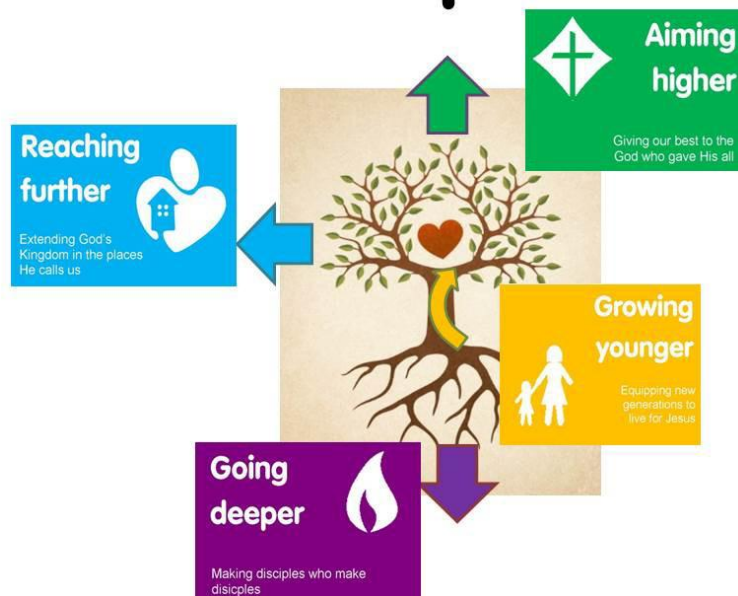 Aiming
higher
Giving our best to the
God who gave His all
Reaching
further
Extending God's
Kingdom in the places
He calls us
Growing
younger
Equipping new
generations to
live for Jesus
Going
deeper
Making disciples who make
disicples